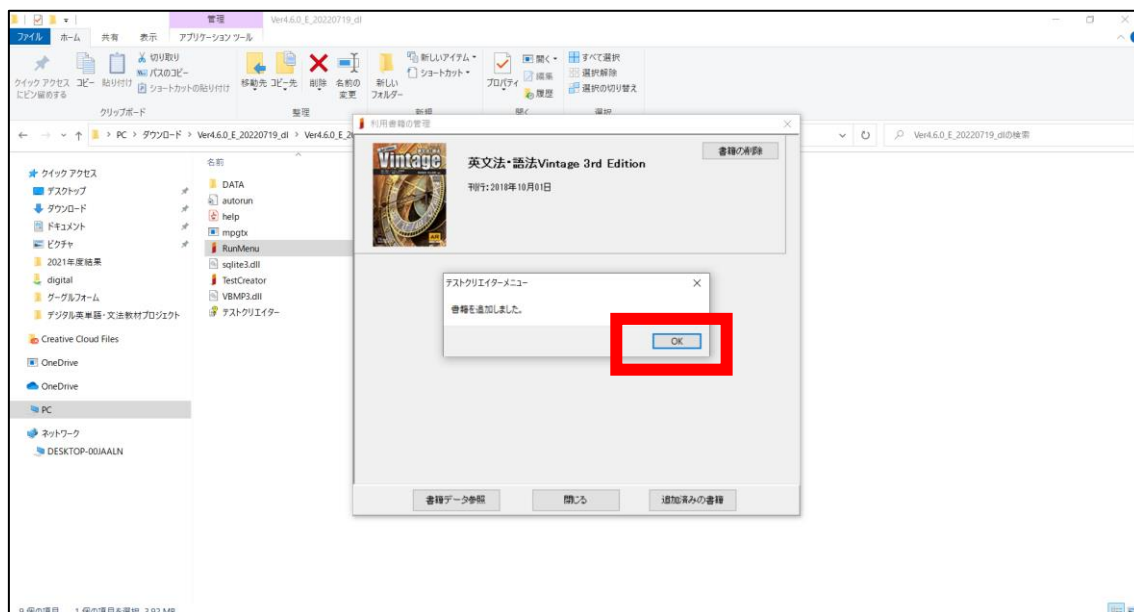 管理
Ver4.6.0_E_20220719_dl
ファイル ホーム 共有 表示 アプリケーション ツール
クイック アクセス
にピン留めする
コピー
貼り付け
切り取り
パスのコピー
ショートカットの貼り付け
クリップボード
移動先
コピー先
削除
名前の
変更
整理
新しい
フォルダー
新しいアイテム
ショートカット
新規
プロパティ
開く
編集
履歴
開く
すべて選択
選択解除
選択の切り替え
選択
PC > ダウンロード > Ver4.6.0_E_20220719_dl > Ver4.6.0_E_2
Ver4.6.0_E_20220719_dlの検索
クイック アクセス
デスクトップ
ダウンロード
ドキュメント
ピクチャ
2021年度結果
digital
グーグルフォーム
デジタル英単語・文法教材プロジェクト
Creative Cloud Files
OneDrive
OneDrive
PC
ネットワーク
DESKTOP-00JAALN
名前
DATA
autorun
help
mpgtx
RunMenu
sqlite3.dll
TestCreator
VBMP3.dll
テストクリエイター
利用書籍の管理
Vintage
英文法・語法Vintage 3rd Edition
刊行:2018年10月01日
書籍の削除
テストクリエイターメニュー
書籍を追加しました。
OK
書籍データ参照
閉じる
追加済みの書籍
9 個の項目 1 個の項目を選択 3.92 MB